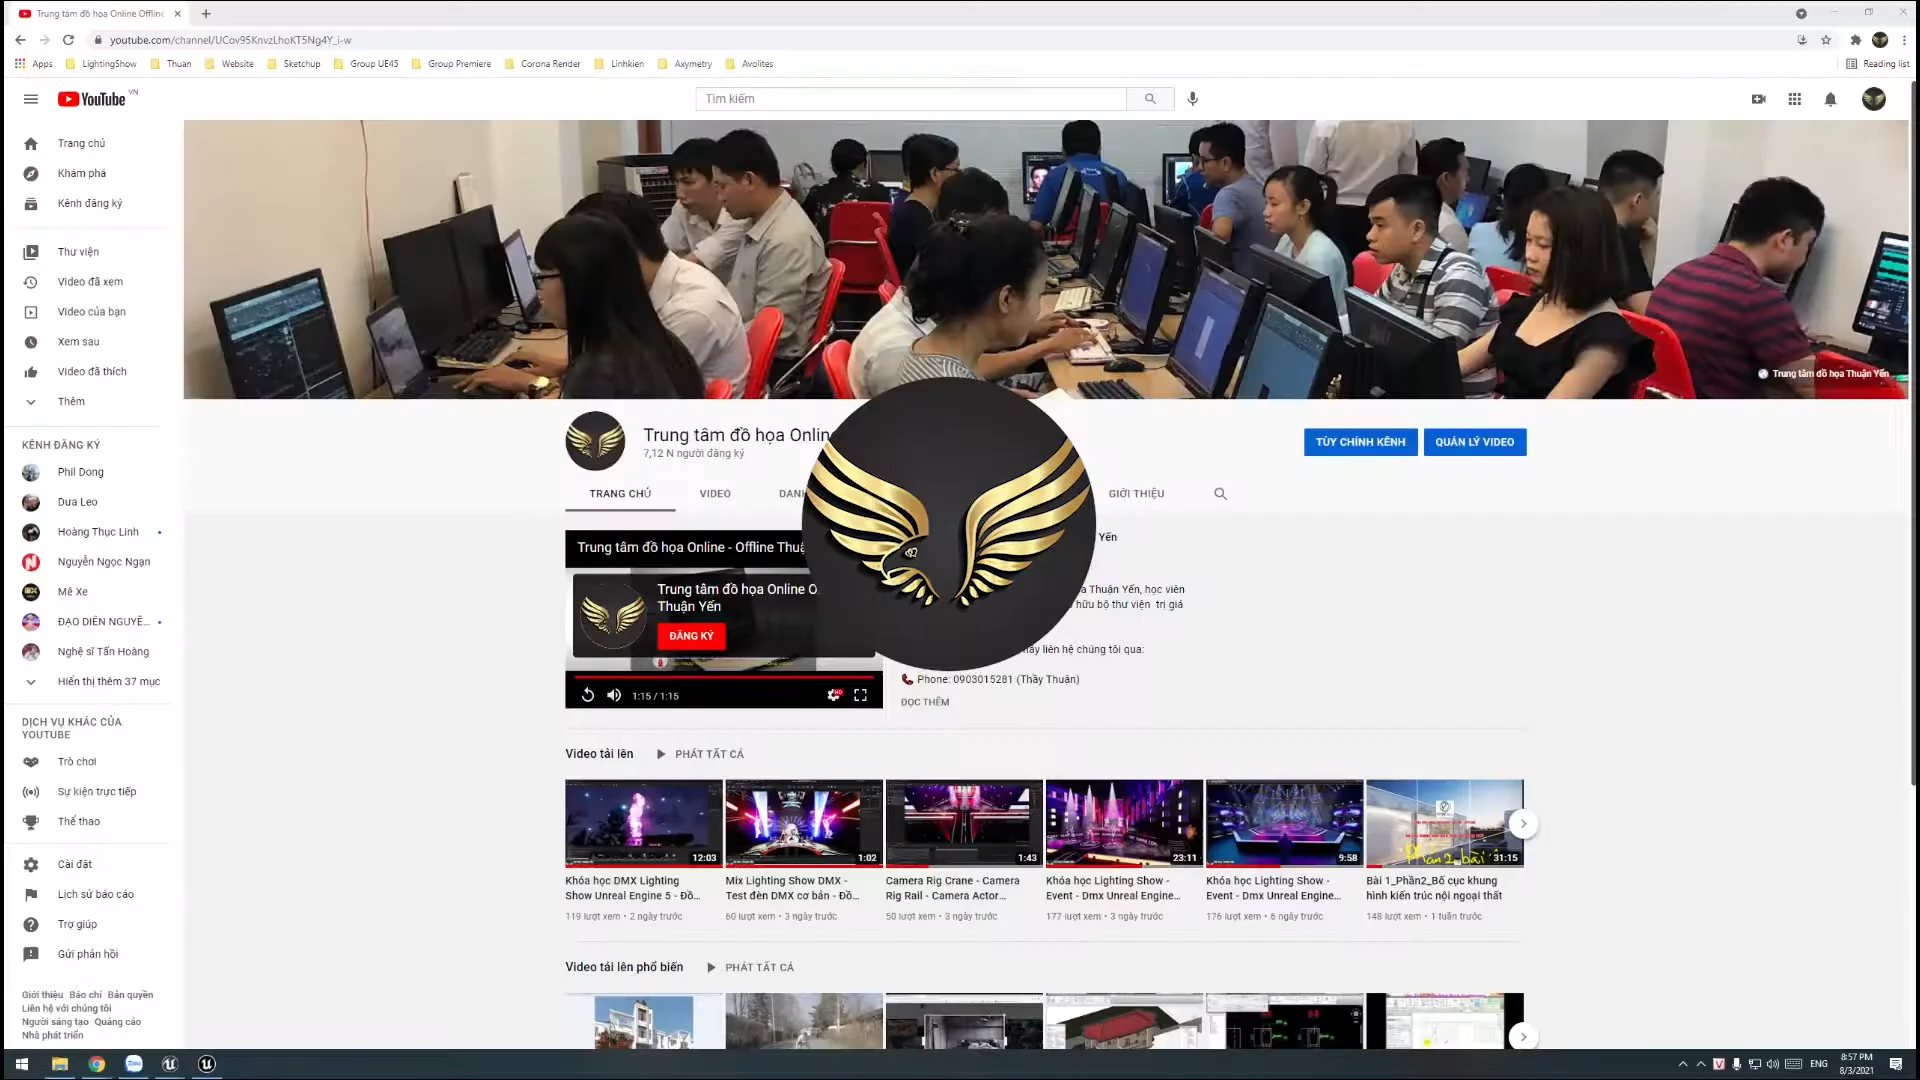 Trung tâm đồ họa Online Offline
youtube.com/channel/UCov95KnvzLhoKT5Ng4Y_i-w
Apps
LightingShow
Thuan
Website
Sketchup
Group UE45
Group Premiere
Corona Render
Linhkien
Axymetry
Avolites
Reading list
YouTube VN
Tìm kiếm
Trang chủ
Khám phá
Kênh đăng ký
Thư viện
Video đã xem
Video của bạn
Xem sau
Video đã thích
Thêm
KÊNH ĐĂNG KÝ
Phil Dong
Dưa Leo
Hoàng Thục Linh
Nguyễn Ngọc Ngạn
Mê Xe
ĐẠO DIỄN NGUYỄ...
Nghệ sĩ Tấn Hoàng
Hiển thị thêm 37 mục
DỊCH VỤ KHÁC CỦA
YOUTUBE
Trò chơi
Sự kiện trực tiếp
Thể thao
Cài đặt
Lịch sử báo cáo
Trợ giúp
Gửi phản hồi
Giới thiệu Báo chí Bản quyền
Liên hệ với chúng tôi
Người sáng tạo Quảng cáo
Nhà phát triển
Trung tâm đồ họa Thuận Yến
Trung tâm đồ họa Onlin
7,12 N người đăng ký
TÙY CHỈNH KÊNH
QUẢN LÝ VIDEO
TRANG CHỦ
VIDEO
DANH
GIỚI THIỆU
Trung tâm đồ họa Online - Offline Thuậ
Trung tâm đồ họa Online O
Thuận Yến
ĐĂNG KÝ
1:15 / 1:15
Yến
a Thuận Yến, học viên
hữu bộ thư viện trị giá
hãy liên hệ chúng tôi qua:
Phone: 0903015281 (Thầy Thuận)
ĐỌC THÊM
Video tải lên
PHÁT TẤT CẢ
12:03
1:02
1:43
23:11
9:58
Phần 2 bài
31:15
Khóa học DMX Lighting
Show Unreal Engine 5 - Đồ...
119 lượt xem • 2 ngày trước
Mix Lighting Show DMX -
Test đèn DMX cơ bản - Đồ...
60 lượt xem • 3 ngày trước
Camera Rig Crane - Camera
Rig Rail - Camera Actor...
50 lượt xem • 3 ngày trước
Khóa học Lighting Show -
Event - Dmx Unreal Engine...
177 lượt xem • 3 ngày trước
Khóa học Lighting Show -
Event - Dmx Unreal Engine...
176 lượt xem • 6 ngày trước
Bài 1_Phần2_Bố cục khung
hình kiến trúc nội ngoại thất
148 lượt xem • 1 tuần trước
Video tải lên phổ biến
PHÁT TẤT CẢ
Zalo
ENG
8:57 PM
8/3/2021